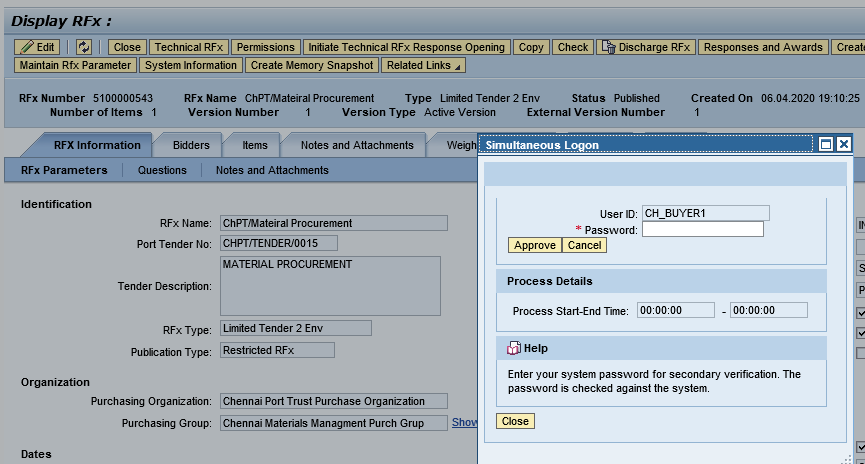 Display RFx :
Edit Close Technical RFx Permissions Initiate Technical RFx Response Opening Copy Check Discharge RFx Responses and Awards Create
Maintain Rfx Parameter System Information Create Memory Snapshot Related Links
RFx Number 5100000543 RFx Name ChPT/Mateiral Procurement Type Limited Tender 2 Env Status Published Created On 06.04.2020 19:10:25
Number of Items 1 Version Number 1 Version Type Active Version External Version Number 1
RFX Information Bidders Items Notes and Attachments Weigh
RFx Parameters Questions Notes and Attachments
Identification
RFx Name: ChPT/Mateiral Procurement
Port Tender No: CHPT/TENDER/0015
Tender Description: MATERIAL PROCUREMENT
RFx Type: Limited Tender 2 Env
Publication Type: Restricted RFx
Organization
Purchasing Organization: Chennai Port Trust Purchase Organization
Purchasing Group: Chennai Materials Managment Purch Grup Show
Dates
Simultaneous Logon
User ID: CH_BUYER1
* Password:
Approve Cancel
Process Details
Process Start-End Time: 00:00:00 - 00:00:00
Help
Enter your system password for secondary verification. The
password is checked against the system.
Close